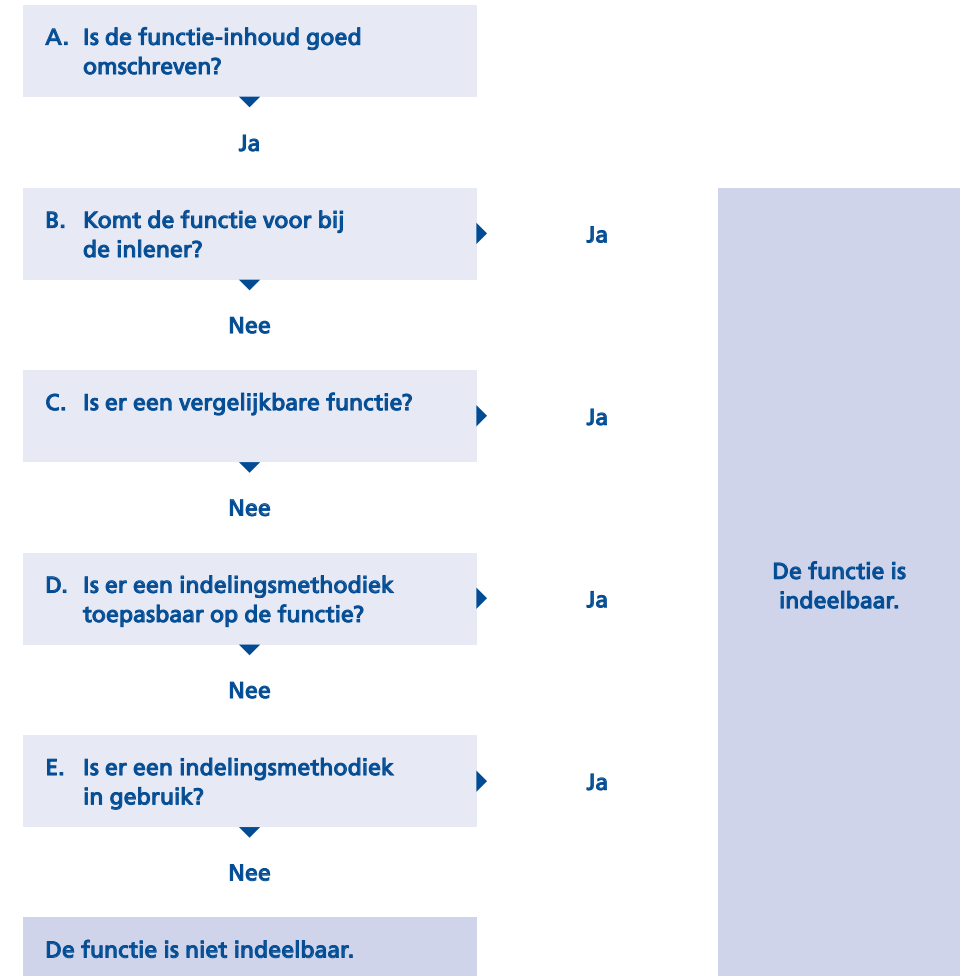 A. Is de functie-inhoud goed
omschreven?
Ja
B. Komt de functie voor bij
de inlener?
Ja
Nee
C. Is er een vergelijkbare functie?
Ja
Nee
D. Is er een indelingsmethodiek
toepasbaar op de functie?
Ja
De functie is
indeelbaar.
Nee
E. Is er een indelingsmethodiek
in gebruik?
Ja
Nee
De functie is niet indeelbaar.